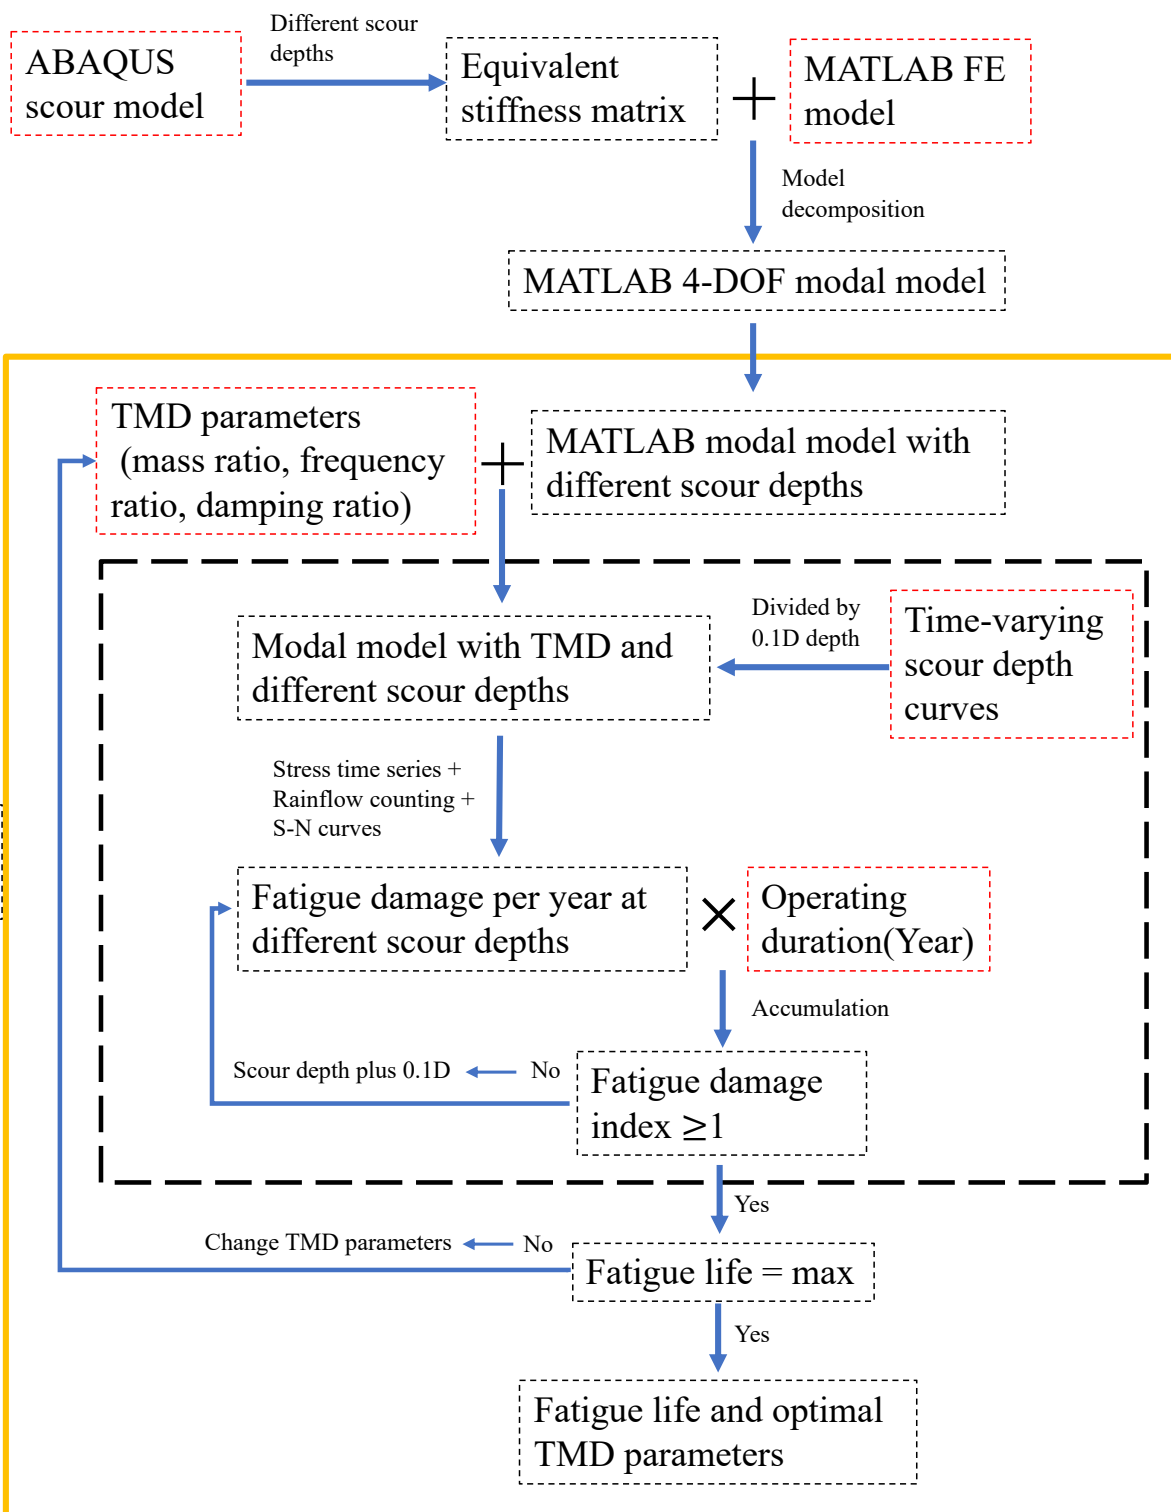 Different scour
depths
ABAQUS
scour model
Equivalent
stiffness matrix
+
MATLAB FE
model
Model
decomposition
MATLAB 4-DOF modal model
TMD parameters
(mass ratio, frequency
ratio, damping ratio)
+
MATLAB modal model with
different scour depths
Divided by
0.1D depth
Time-varying
scour depth
curves
Modal model with TMD and
different scour depths
Stress time series +
Rainflow counting +
S-N curves
Fatigue damage per year at
different scour depths
×
Operating
duration(Year)
Accumulation
Scour depth plus 0.1D
No
Fatigue damage
index ≥1
Yes
Change TMD parameters
No
Fatigue life = max
Yes
Fatigue life and optimal
TMD parameters